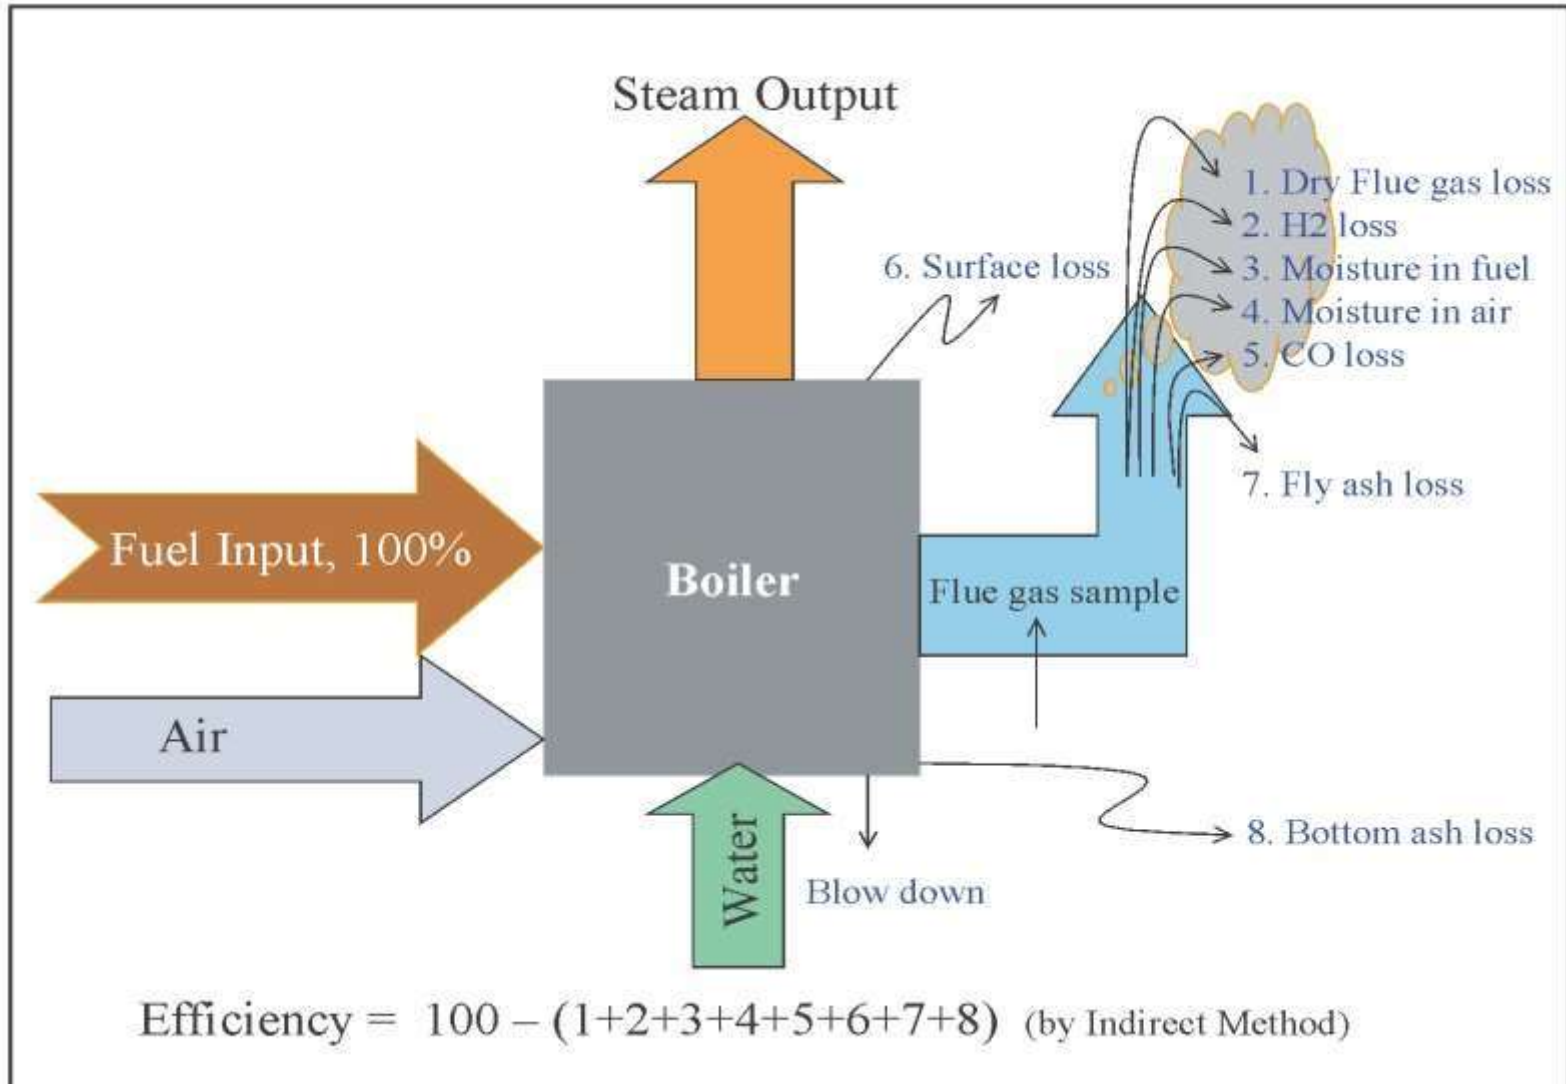 Steam Output
1. Dry Flue gas loss
2. H2 loss
6. Surface loss
3. Moisture in fuel
4. Moisture in air
5. CO loss
7. Fly ash loss
Fuel Input, 100%
Boiler
Flue gas sample
Air
8. Bottom ash loss
Water
Blow down
Efficiency = 100 – (1+2+3+4+5+6+7+8) (by Indirect Method)